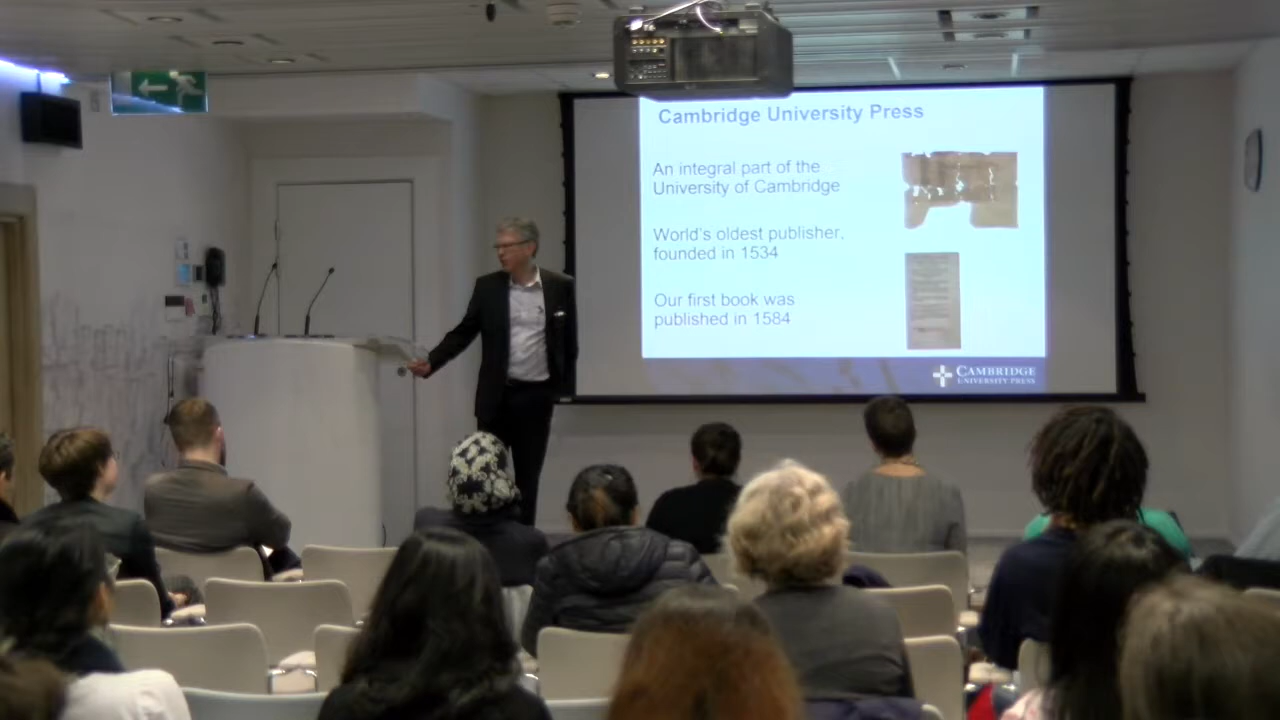 Cambridge University Press
An integral part of the
University of Cambridge
World's oldest publisher,
founded in 1534
Our first book was
published in 1584
CAMBRIDGE
UNIVERSITY PRESS